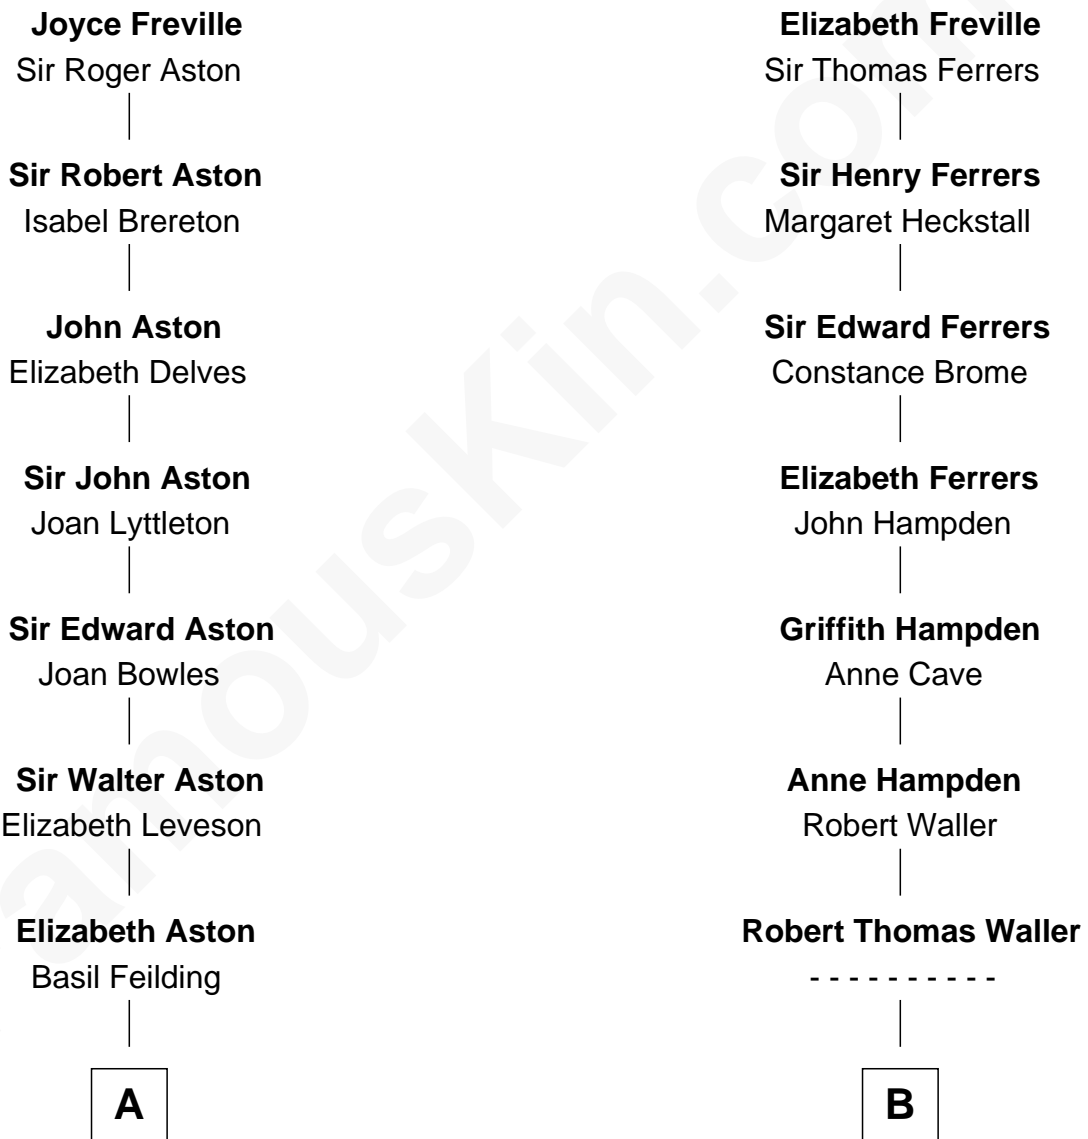 Joyce Freville
Sir Roger Aston
Sir Robert Aston
Isabel Brereton
John Aston
Elizabeth Delves
Sir John Aston
Joan Lyttleton
Sir Edward Aston
Joan Bowles
Sir Walter Aston
Elizabeth Leveson
Elizabeth Aston
Basil Feilding
A
Elizabeth Freville
Sir Thomas Ferrers
Sir Henry Ferrers
Margaret Heckstall
Sir Edward Ferrers
Constance Brome
Elizabeth Ferrers
John Hampden
Griffith Hampden
Anne Cave
Anne Hampden
Robert Waller
Robert Thomas Waller
- - - - - - - - - -
B
amouskin.com